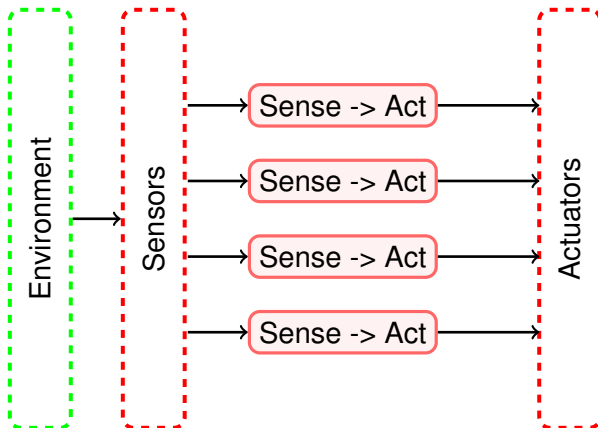 Environment
Sensors
Sense -> Act
Sense -> Act
Sense -> Act
Sense -> Act
Actuators